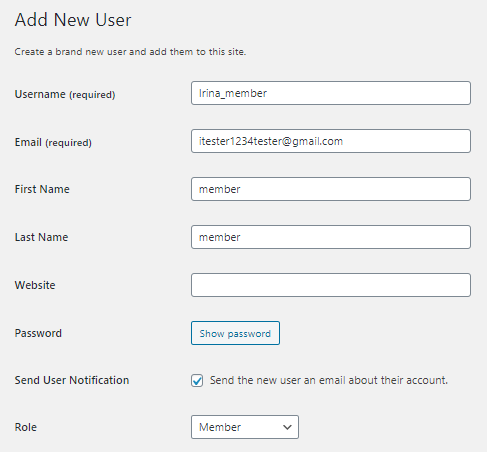 Add New User
Create a brand new user and add them to this site.
Username (required) Irina_member
Email (required) itester1234tester@gmail.com
First Name member
Last Name member
Website
Password Show password
Send User Notification Send the new user an email about their account.
Role Member